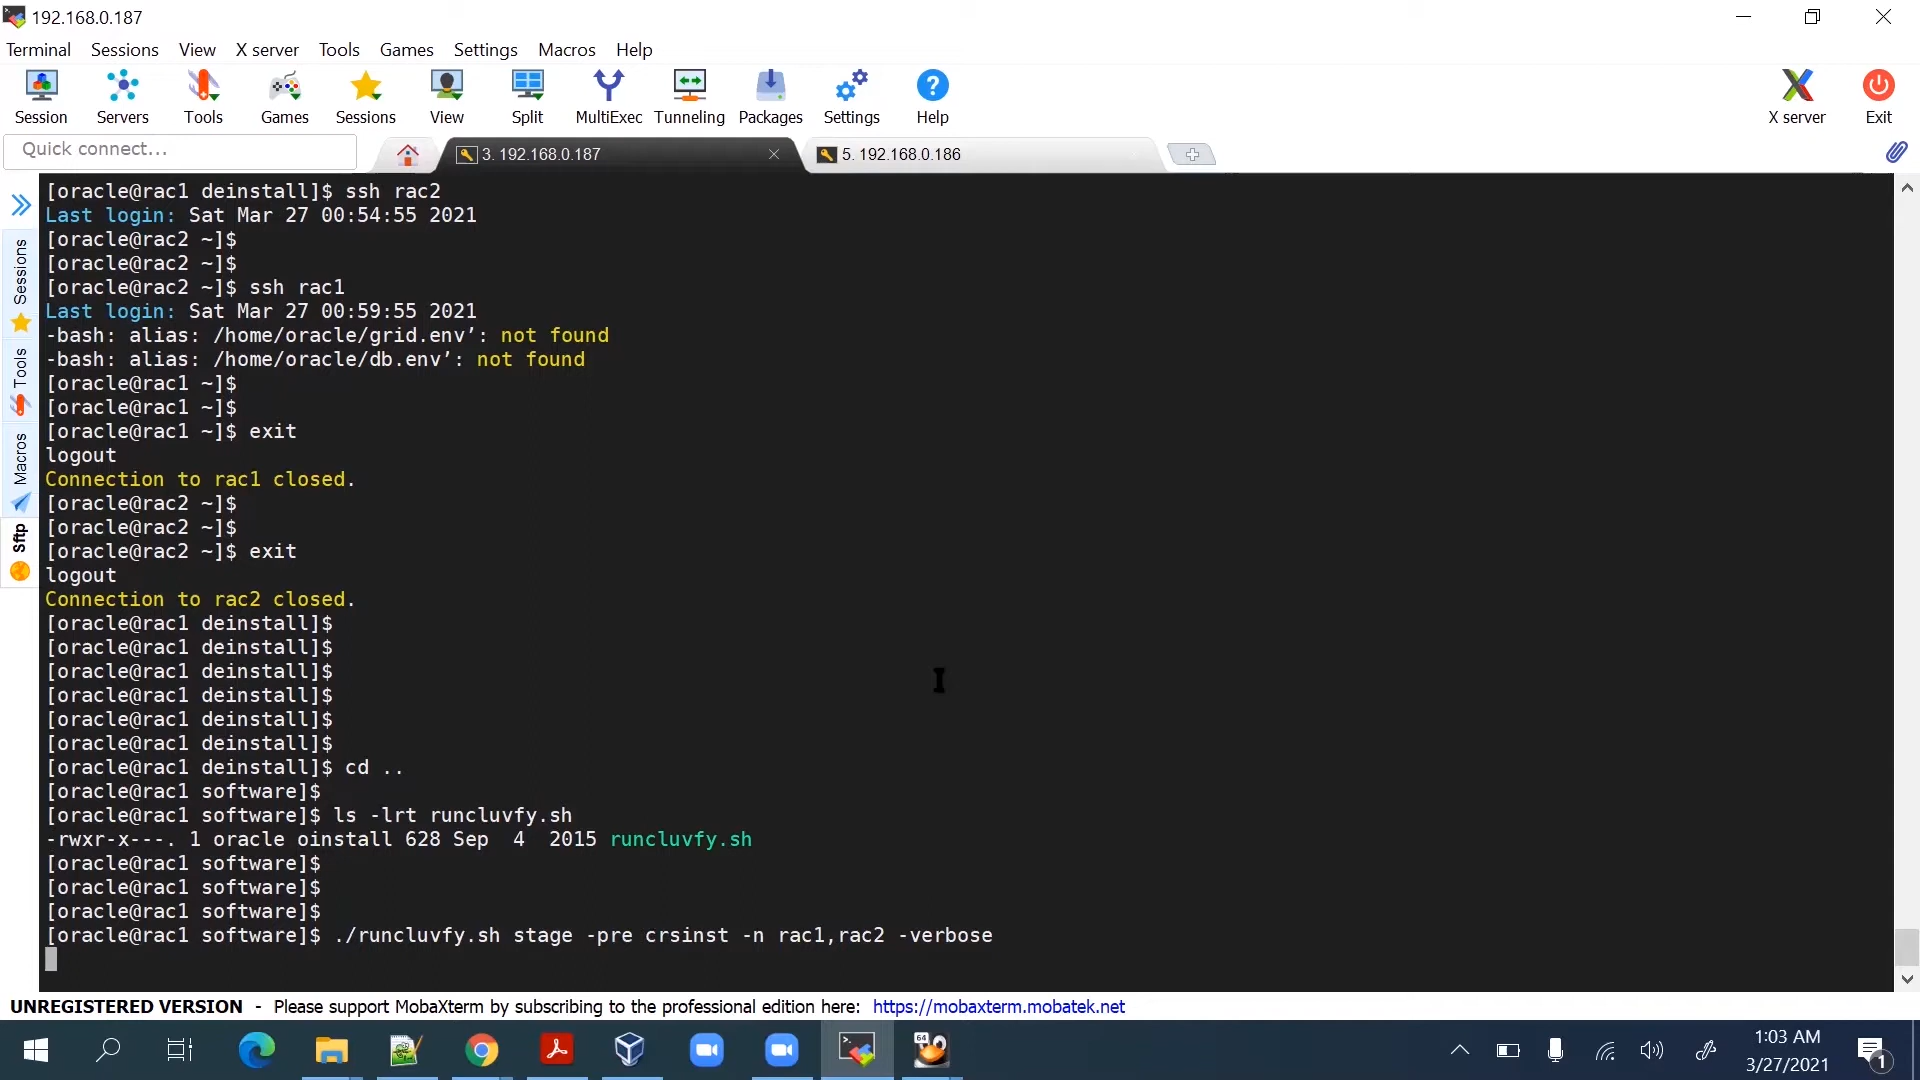 192.168.0.187
Terminal Sessions View X server Tools Games Settings Macros Help
Session Servers Tools Games Sessions View Split MultiExec Tunneling Packages Settings Help X server Exit
Quick connect... 3. 192.168.0.187 5. 192.168.0.186
Sessions
Tools
Macros
Sftp
[oracle@rac1 deinstall]$ ssh rac2
Last login: Sat Mar 27 00:54:55 2021
[oracle@rac2 ~]$
[oracle@rac2 ~]$
[oracle@rac2 ~]$ ssh rac1
Last login: Sat Mar 27 00:59:55 2021
-bash: alias: /home/oracle/grid.env’: not found
-bash: alias: /home/oracle/db.env’: not found
[oracle@rac1 ~]$
[oracle@rac1 ~]$
[oracle@rac1 ~]$ exit
logout
Connection to rac1 closed.
[oracle@rac2 ~]$
[oracle@rac2 ~]$
[oracle@rac2 ~]$ exit
logout
Connection to rac2 closed.
[oracle@rac1 deinstall]$
[oracle@rac1 deinstall]$
[oracle@rac1 deinstall]$
[oracle@rac1 deinstall]$
[oracle@rac1 deinstall]$
[oracle@rac1 deinstall]$
[oracle@rac1 deinstall]$ cd ..
[oracle@rac1 software]$
[oracle@rac1 software]$ ls -lrt runcluvfy.sh
-rwxr-x---. 1 oracle oinstall 628 Sep  4  2015 runcluvfy.sh
[oracle@rac1 software]$
[oracle@rac1 software]$
[oracle@rac1 software]$
[oracle@rac1 software]$ ./runcluvfy.sh stage -pre crsinst -n rac1,rac2 -verbose
UNREGISTERED VERSION - Please support MobaXterm by subscribing to the professional edition here: https://mobaxterm.mobatek.net
64
1:03 AM
3/27/2021
1